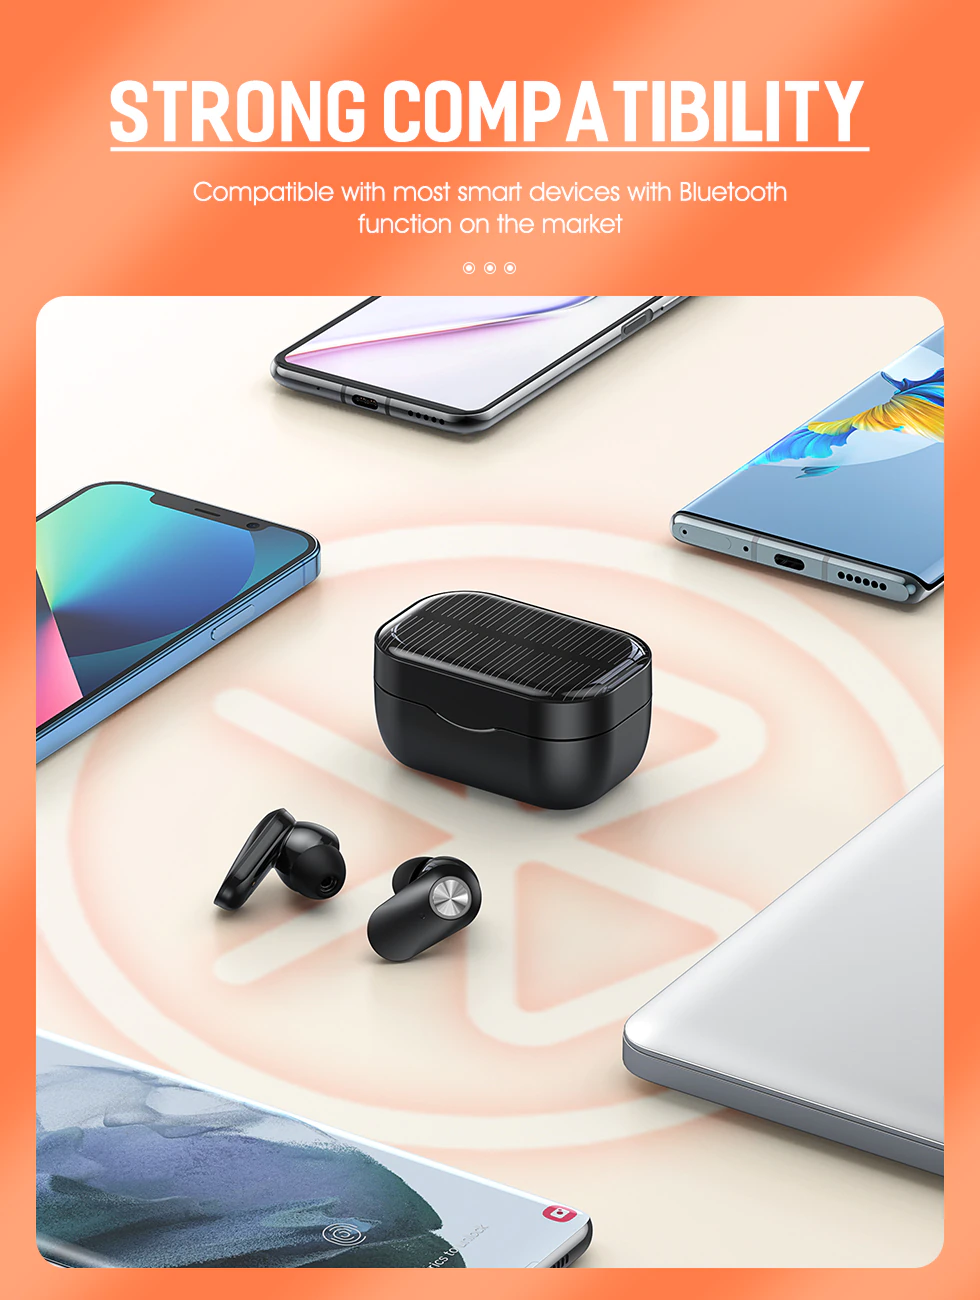 STRONG COMPATIBILITY
Compatible with most smart devices with Bluetooth
function on the market